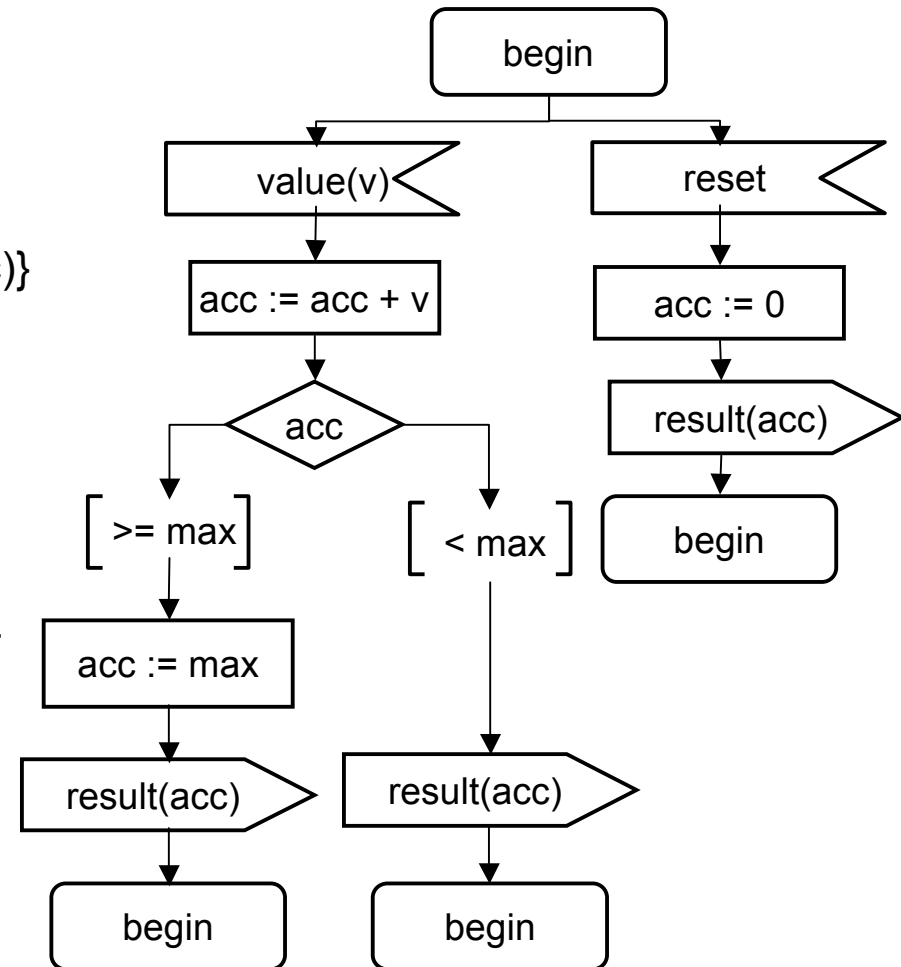 begin
value(v)
reset
)}
acc := acc + v
acc := 0
acc
result(acc)
>= max
< max
begin
acc := max
result(acc)
result(acc)
begin
begin